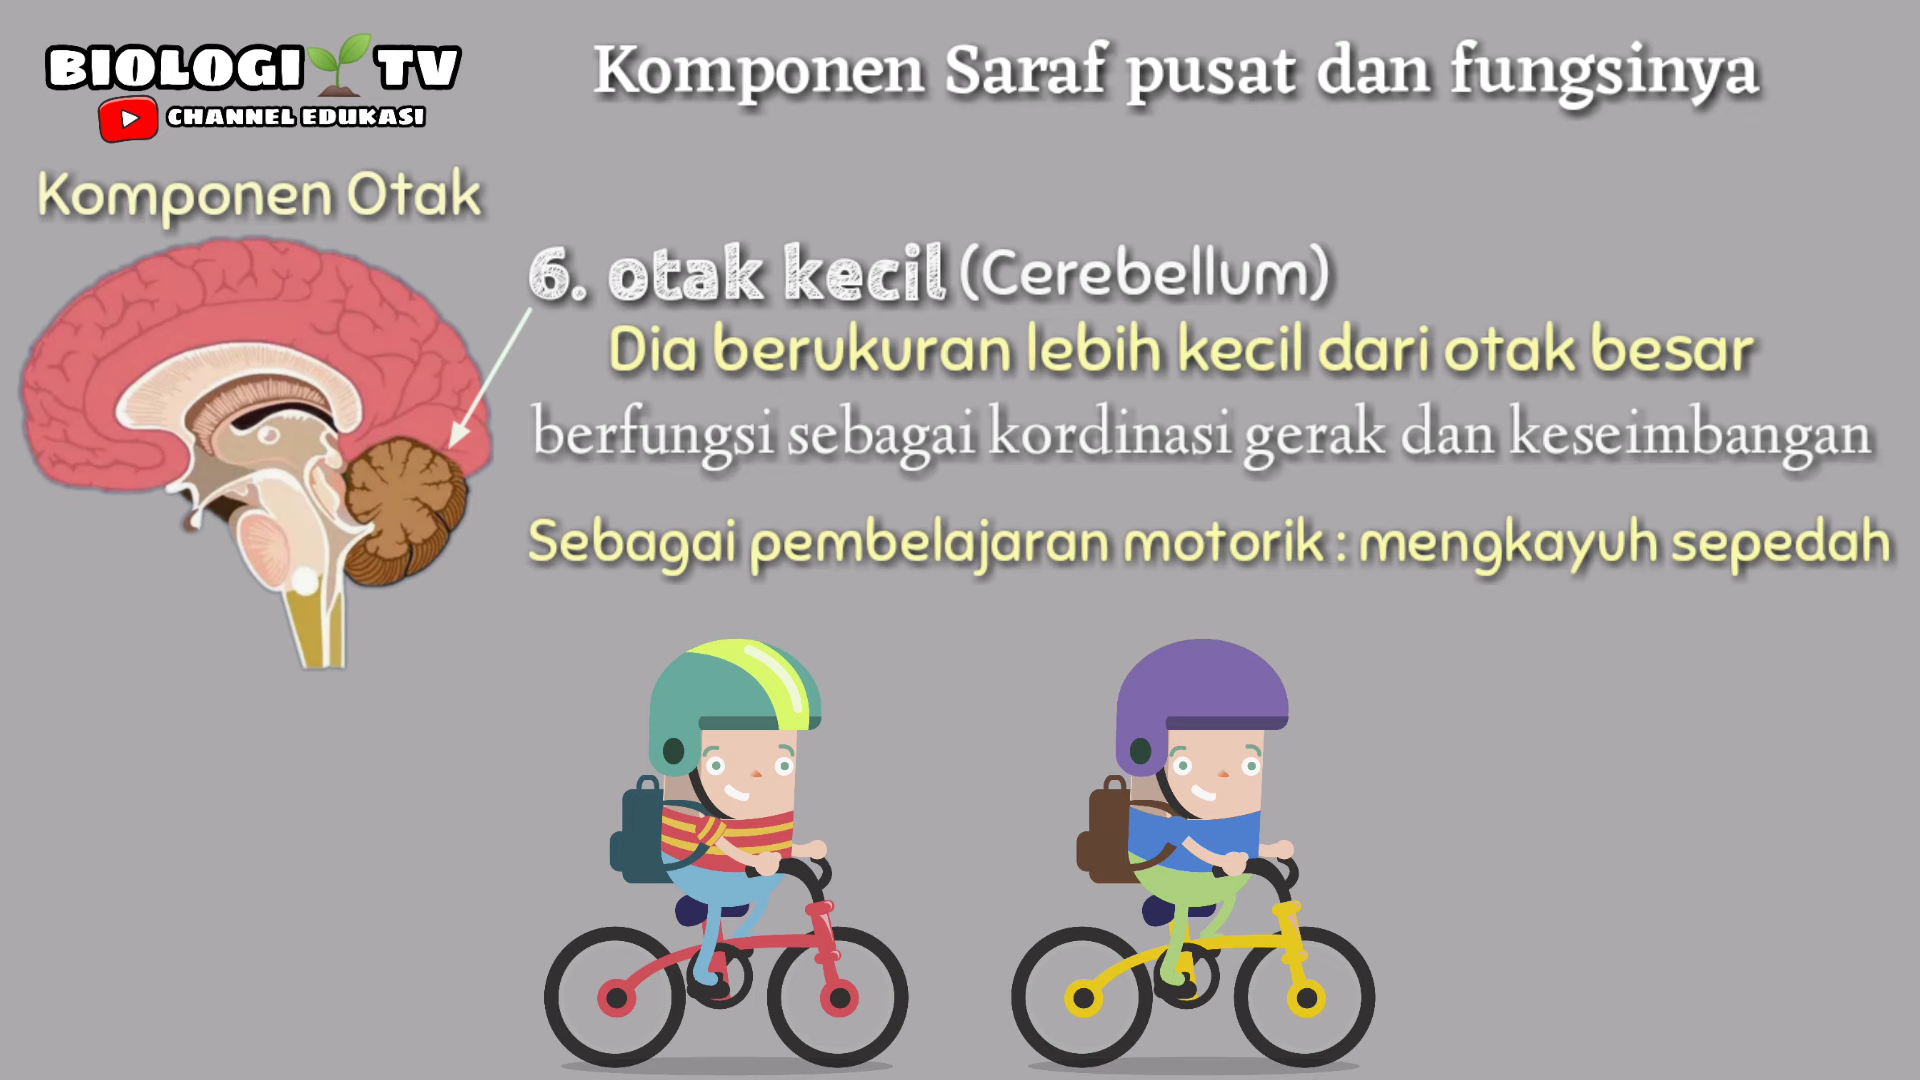 BIOLOGI TV
CHANNEL EDUKASI
Komponen Saraf pusat dan fungsinya
Komponen Otak
6. otak kecil (Cerebellum)
Dia berukuran lebih kecil dari otak besar
berfungsi sebagai kordinasi gerak dan keseimbangan
Sebagai pembelajaran motorik : mengkayuh sepedah